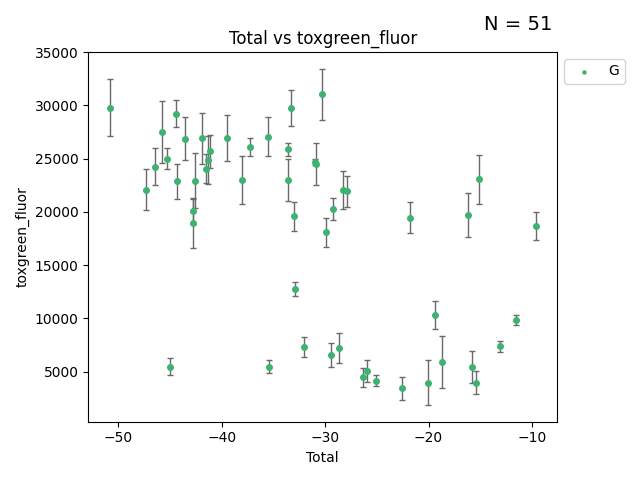 N = 51
Total vs toxgreen_fluor
G
35000
30000
25000
20000
15000
10000
5000
toxgreen_fluor
−50 −40 −30 −20 −10
Total